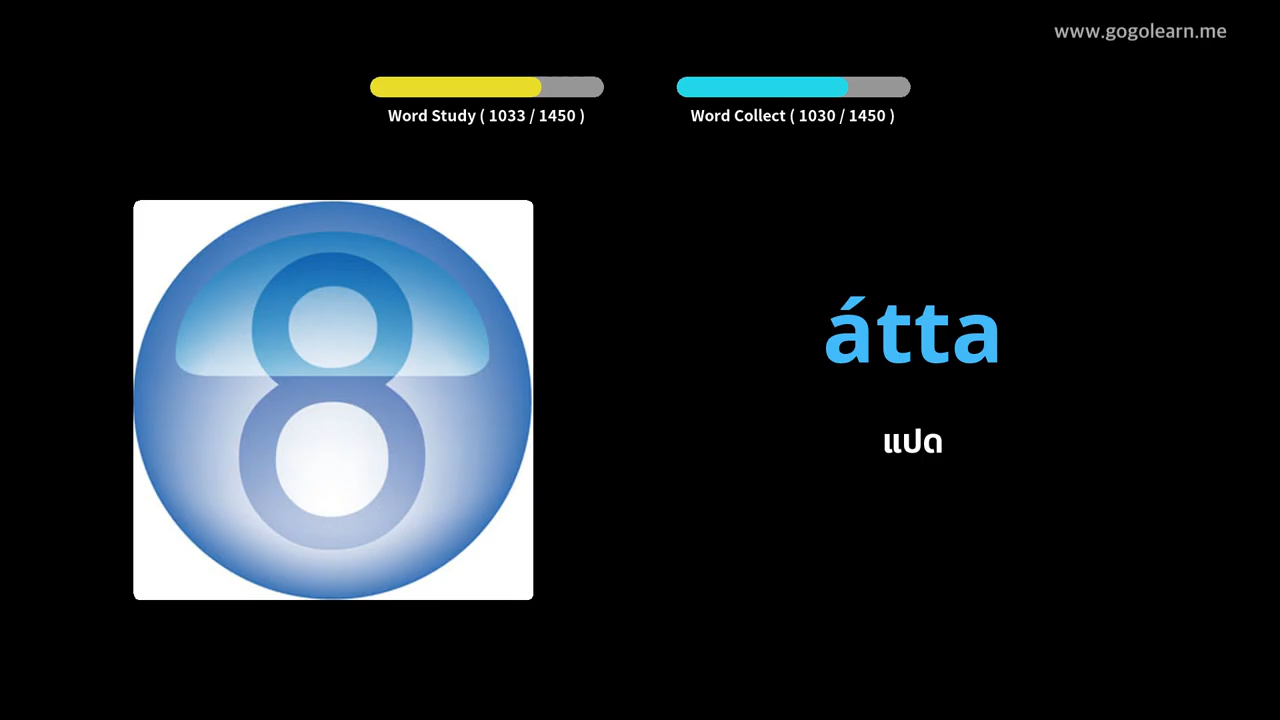 www.gogolearn.me
Word Study ( 1033 / 1450 )
Word Collect ( 1030 / 1450 )
8
átta
แปด